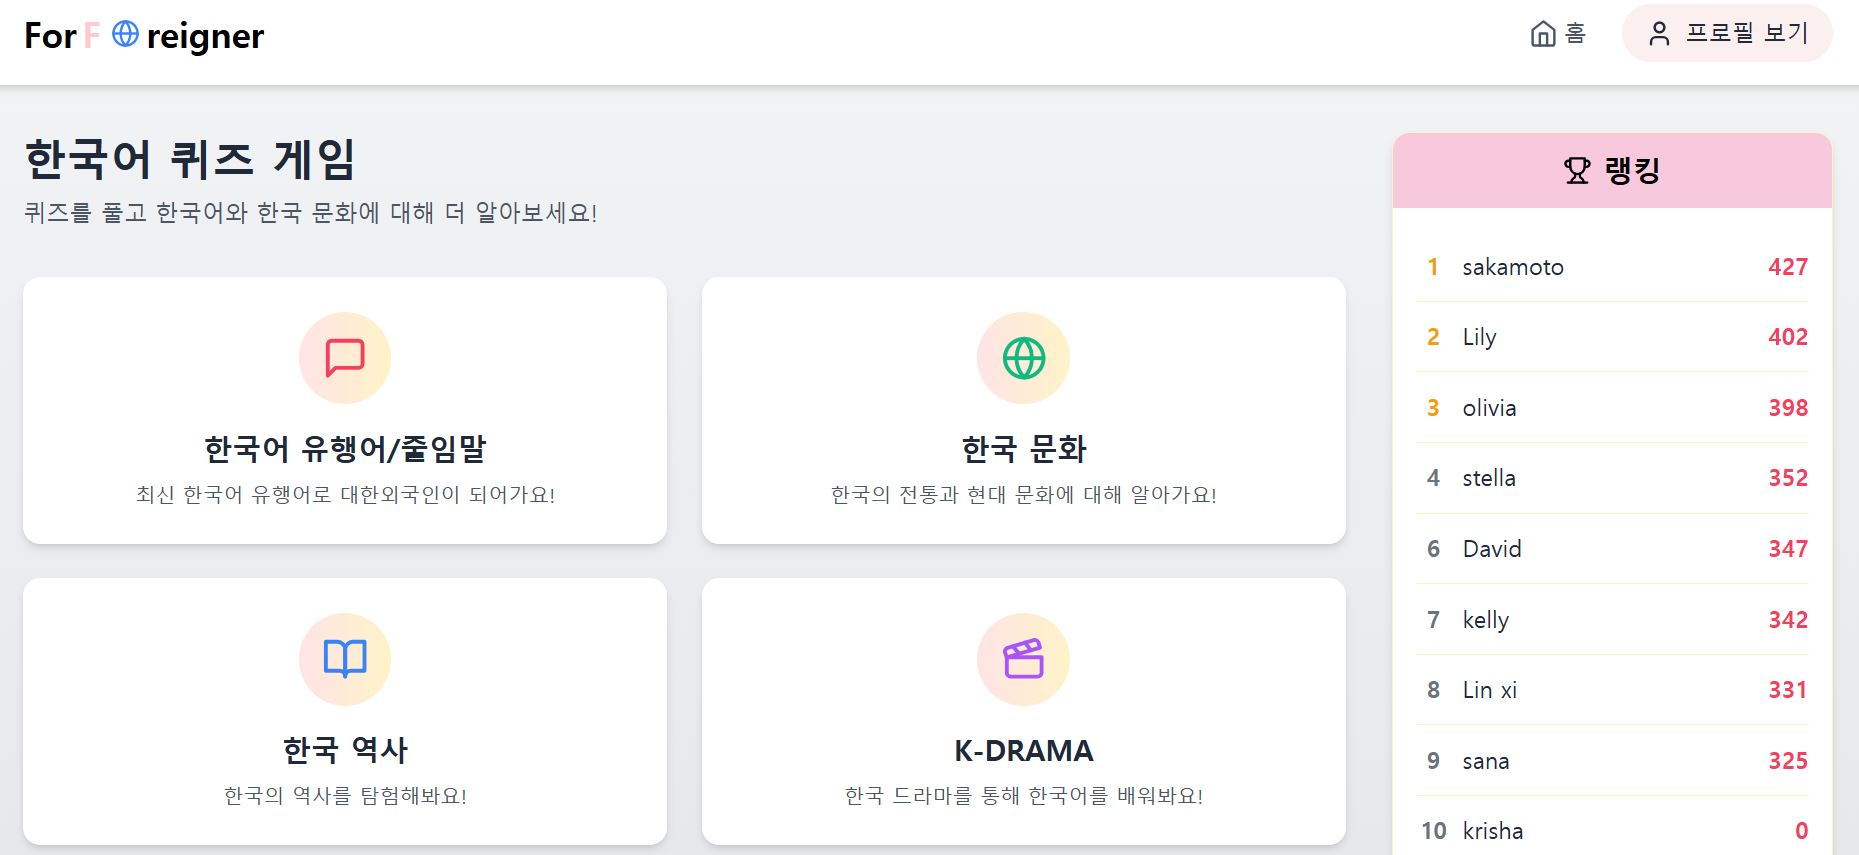 For F reigner
홈
프로필 보기
한국어 퀴즈 게임
퀴즈를 풀고 한국어와 한국 문화에 대해 더 알아보세요!
한국어 유행어/줄임말
최신 한국어 유행어로 대한외국인이 되어가요!
한국 문화
한국의 전통과 현대 문화에 대해 알아가요!
한국 역사
한국의 역사를 탐험해봐요!
K-DRAMA
한국 드라마를 통해 한국어를 배워봐요!
랭킹
1 sakamoto 427
2 Lily 402
3 olivia 398
4 stella 352
6 David 347
7 kelly 342
8 Lin xi 331
9 sana 325
10 krisha 0